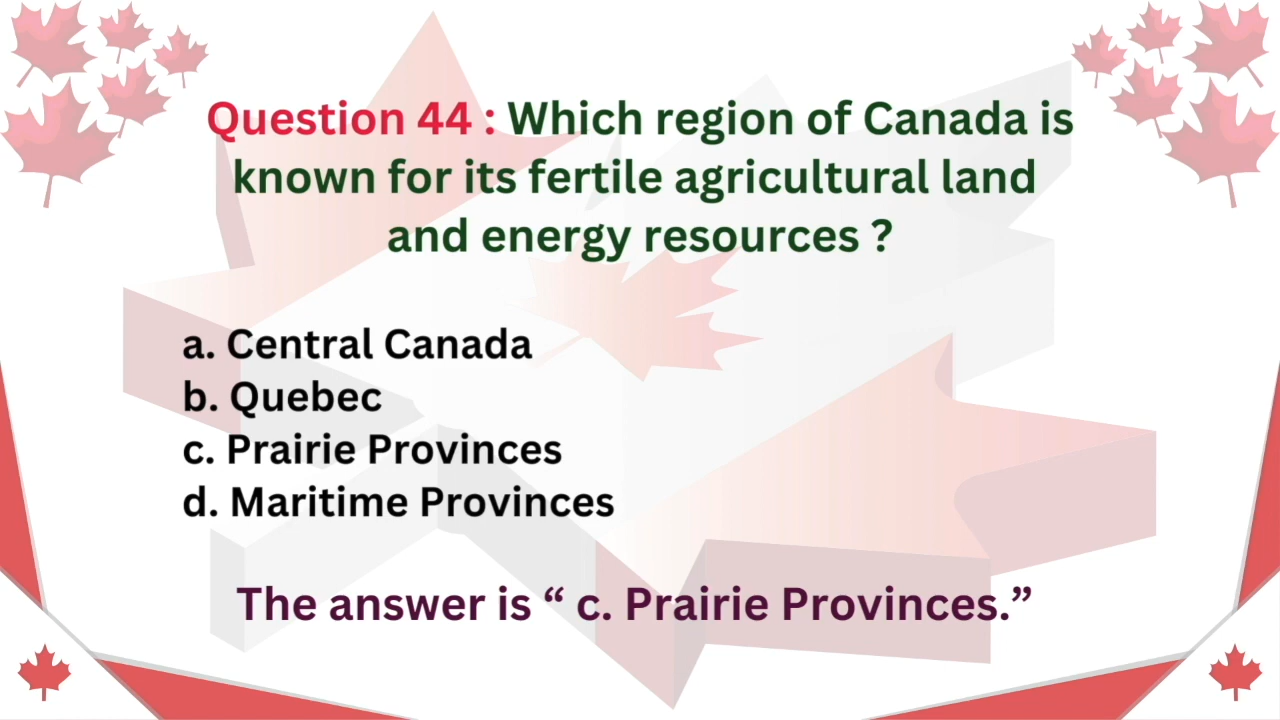 Question 44 : Which region of Canada is
known for its fertile agricultural land
and energy resources ?
a. Central Canada
b. Quebec
c. Prairie Provinces
d. Maritime Provinces
The answer is “ c. Prairie Provinces.”